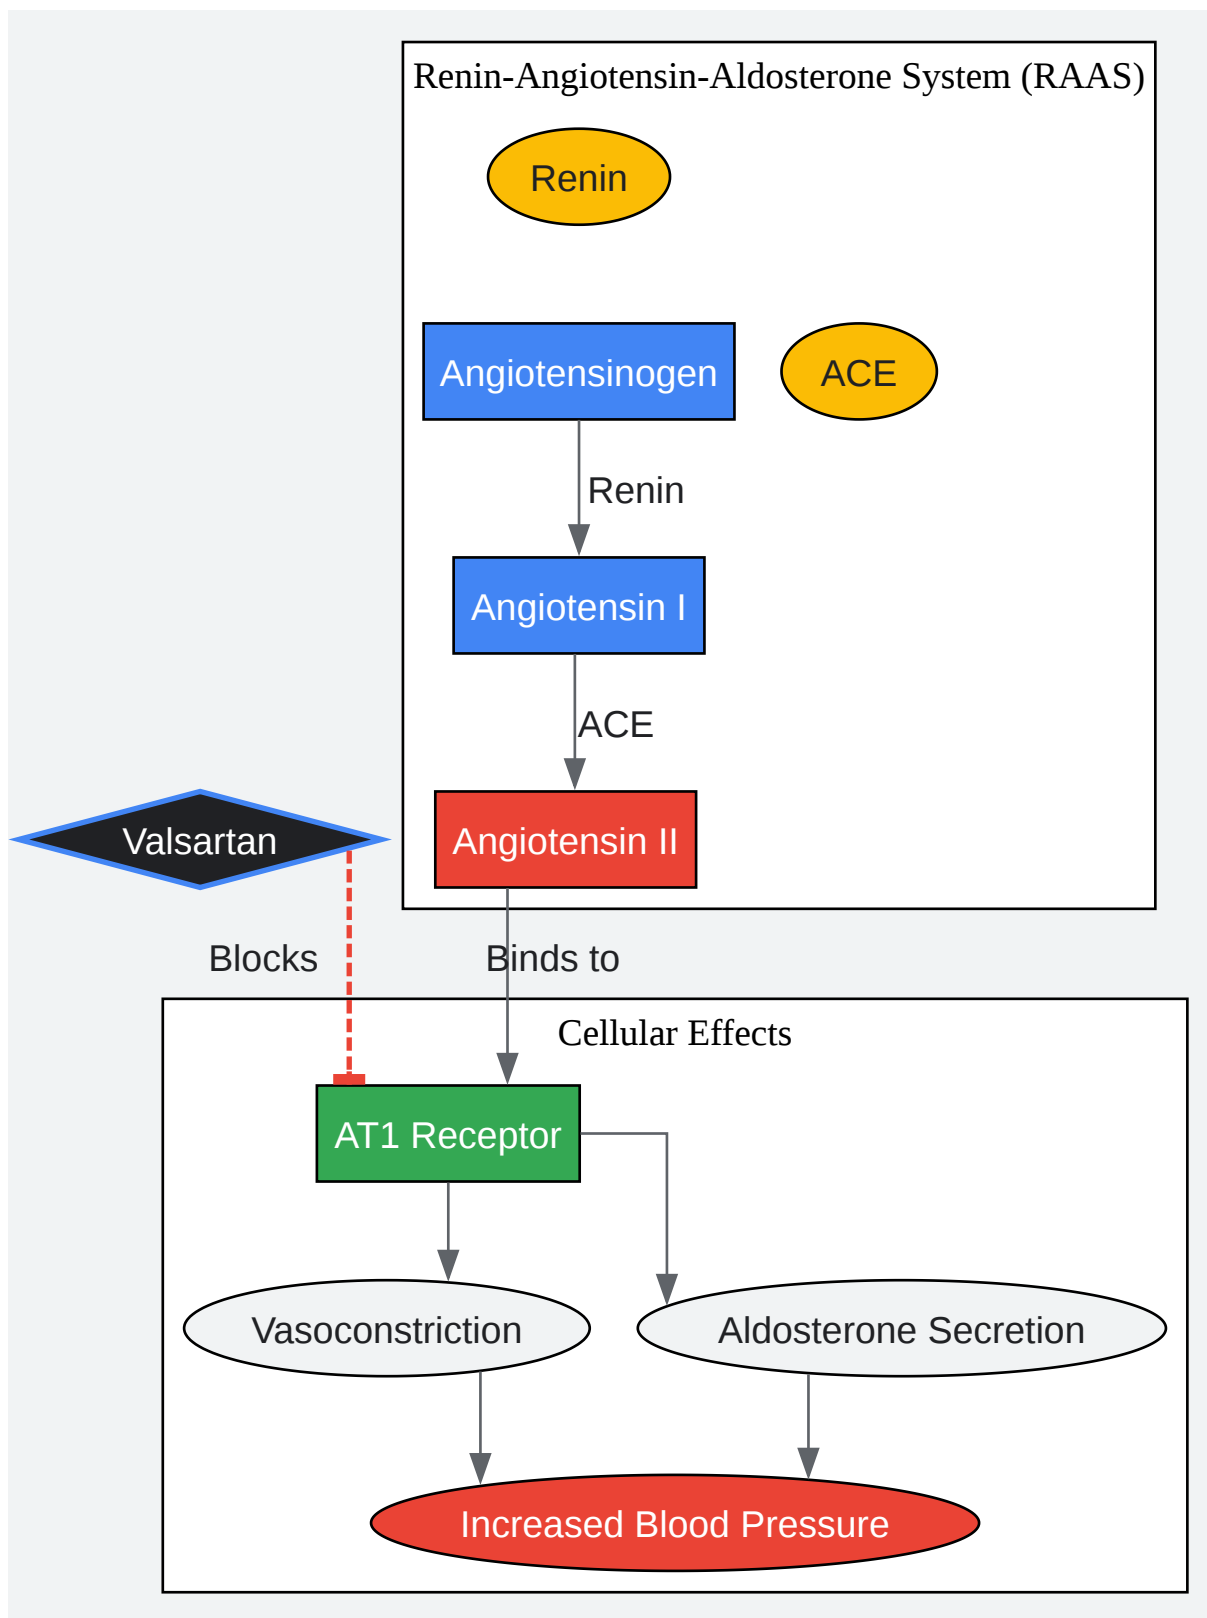 Renin-Angiotensin-Aldosterone System (RAAS)
Renin
Angiotensinogen
ACE
Renin
Angiotensin I
ACE
Valsartan
Angiotensin II
Blocks
Binds to
Cellular Effects
AT1 Receptor
Vasoconstriction
Aldosterone Secretion
Increased Blood Pressure